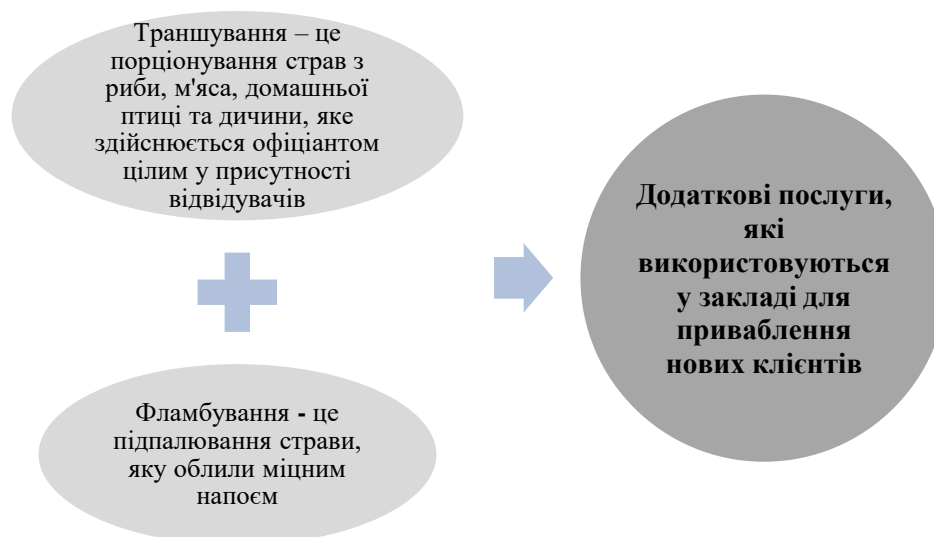 Траншування – це
порціонування страв з
риби, м'яса, домашньої
птиці та дичини, яке
здійснюється офіціантом
цілим у присутності
відвідувачів
Фламбування - це
підпалювання страви,
яку облили міцним
напоєм
Додаткові послуги,
які
використовуються
у закладі для
приваблення
нових клієнтів